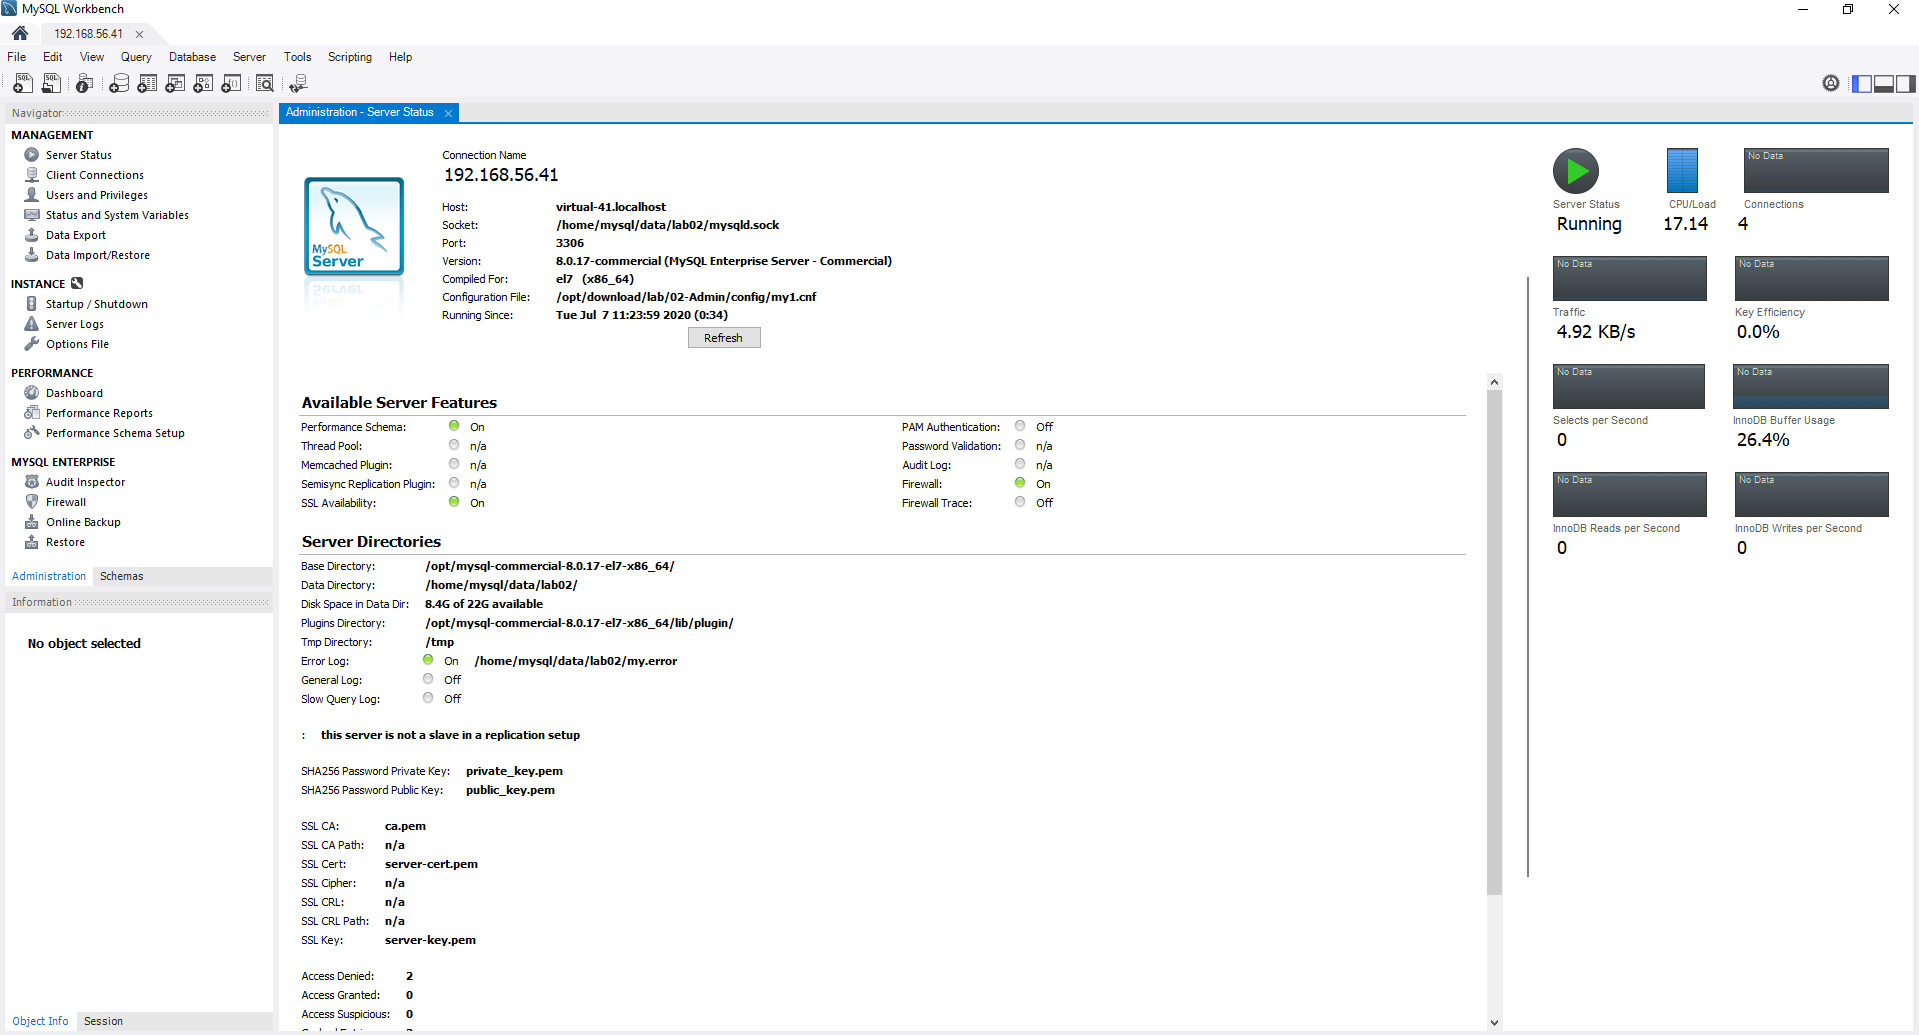 MySQL Workbench
192.168.56.41
File Edit View Query Database Server Tools Scripting Help
Navigator
MANAGEMENT
Server Status
Client Connections
Users and Privileges
Status and System Variables
Data Export
Data Import/Restore
INSTANCE
Startup / Shutdown
Server Logs
Options File
PERFORMANCE
Dashboard
Performance Reports
Performance Schema Setup
MYSQL ENTERPRISE
Audit Inspector
Firewall
Online Backup
Restore
Administration Schemas
Information
No object selected
Object Info Session
Administration - Server Status
MySQL
Server
Connection Name
192.168.56.41
Host: virtual-41.localhost
Socket: /home/mysql/data/lab02/mysqld.sock
Port: 3306
Version: 8.0.17-commercial (MySQL Enterprise Server - Commercial)
Compiled For: el7 (x86_64)
Configuration File: /opt/download/lab/02-Admin/config/my1.cnf
Running Since: Tue Jul 7 11:23:59 2020 (0:34)
Refresh
Available Server Features
Performance Schema: On
Thread Pool: n/a
Memcached Plugin: n/a
Semisync Replication Plugin: n/a
SSL Availability: On
PAM Authentication: Off
Password Validation: n/a
Audit Log: n/a
Firewall: On
Firewall Trace: Off
Server Directories
Base Directory: /opt/mysql-commercial-8.0.17-el7-x86_64/
Data Directory: /home/mysql/data/lab02/
Disk Space in Data Dir: 8.4G of 22G available
Plugins Directory: /opt/mysql-commercial-8.0.17-el7-x86_64/lib/plugin/
Tmp Directory: /tmp
Error Log: On /home/mysql/data/lab02/my.error
General Log: Off
Slow Query Log: Off
: this server is not a slave in a replication setup
SHA256 Password Private Key: private_key.pem
SHA256 Password Public Key: public_key.pem
SSL CA: ca.pem
SSL CA Path: n/a
SSL Cert: server-cert.pem
SSL Cipher: n/a
SSL CRL: n/a
SSL CRL Path: n/a
SSL Key: server-key.pem
Access Denied: 2
Access Granted: 0
Access Suspicious: 0
Server Status
Running
CPU/Load
17.14
No Data
Connections
4
No Data
Traffic
4.92 KB/s
No Data
Key Efficiency
0.0%
No Data
Selects per Second
0
No Data
InnoDB Buffer Usage
26.4%
No Data
InnoDB Reads per Second
0
No Data
InnoDB Writes per Second
0